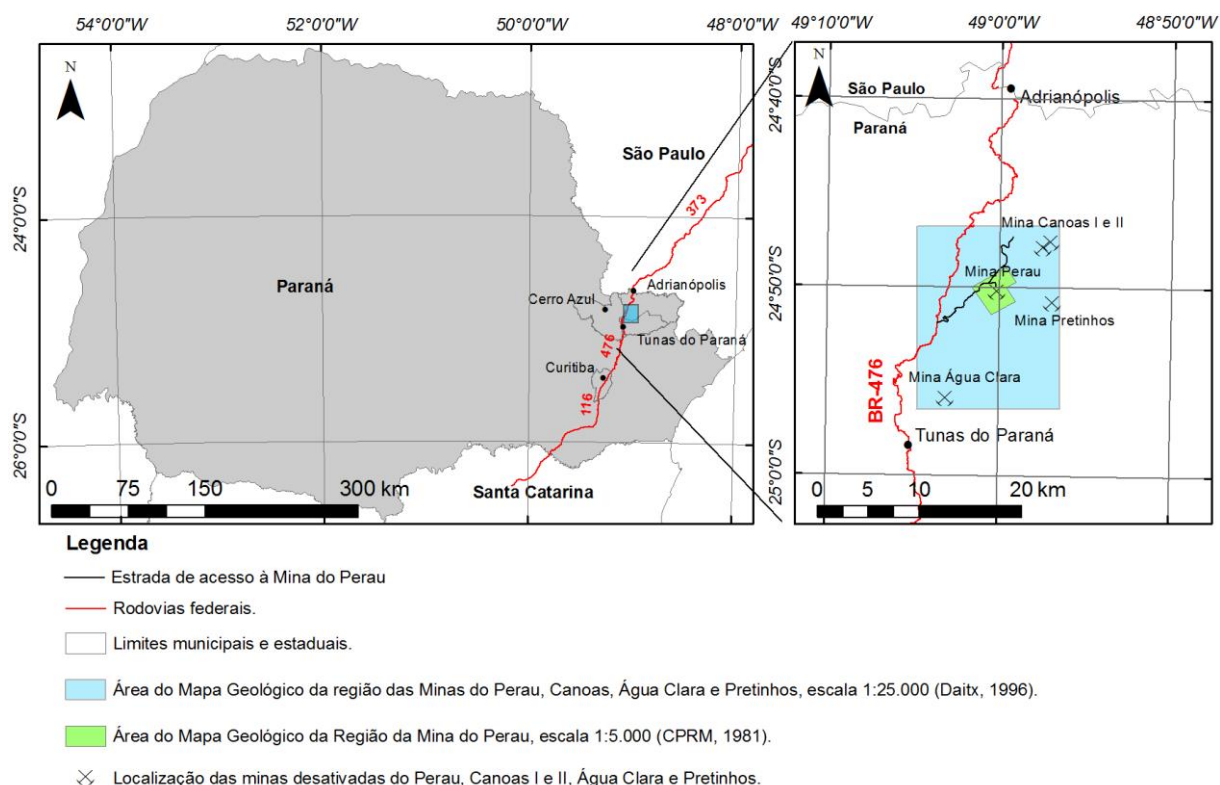 54°0'0"W
52°0'0"W
50°0'0"W
48°0'0"W
24°0'0"S
26°0'0"S
N
São Paulo
373
Paraná
Adrianópolis
Cerro Azul
Tunas do Paraná
476
Curitiba
116
Santa Catarina
0 75 150 300 km
49°10'0"W
49°0'0"W
48°50'0"W
24°40'0"S
24°50'0"S
25°0'0"S
N
São Paulo
Adrianópolis
Paraná
Mina Canoas I e II
Mina Perau
Mina Pretinhos
Mina Água Clara
BR-476
Tunas do Paraná
0 5 10 20 km
Legenda
Estrada de acesso à Mina do Perau
Rodovias federais.
Limites municipais e estaduais.
Área do Mapa Geológico da região das Minas do Perau, Canoas, Água Clara e Pretinhos, escala 1:25.000 (Daitx, 1996).
Área do Mapa Geológico da Região da Mina do Perau, escala 1:5.000 (CPRM, 1981).
Localização das minas desativadas do Perau, Canoas I e II, Água Clara e Pretinhos.